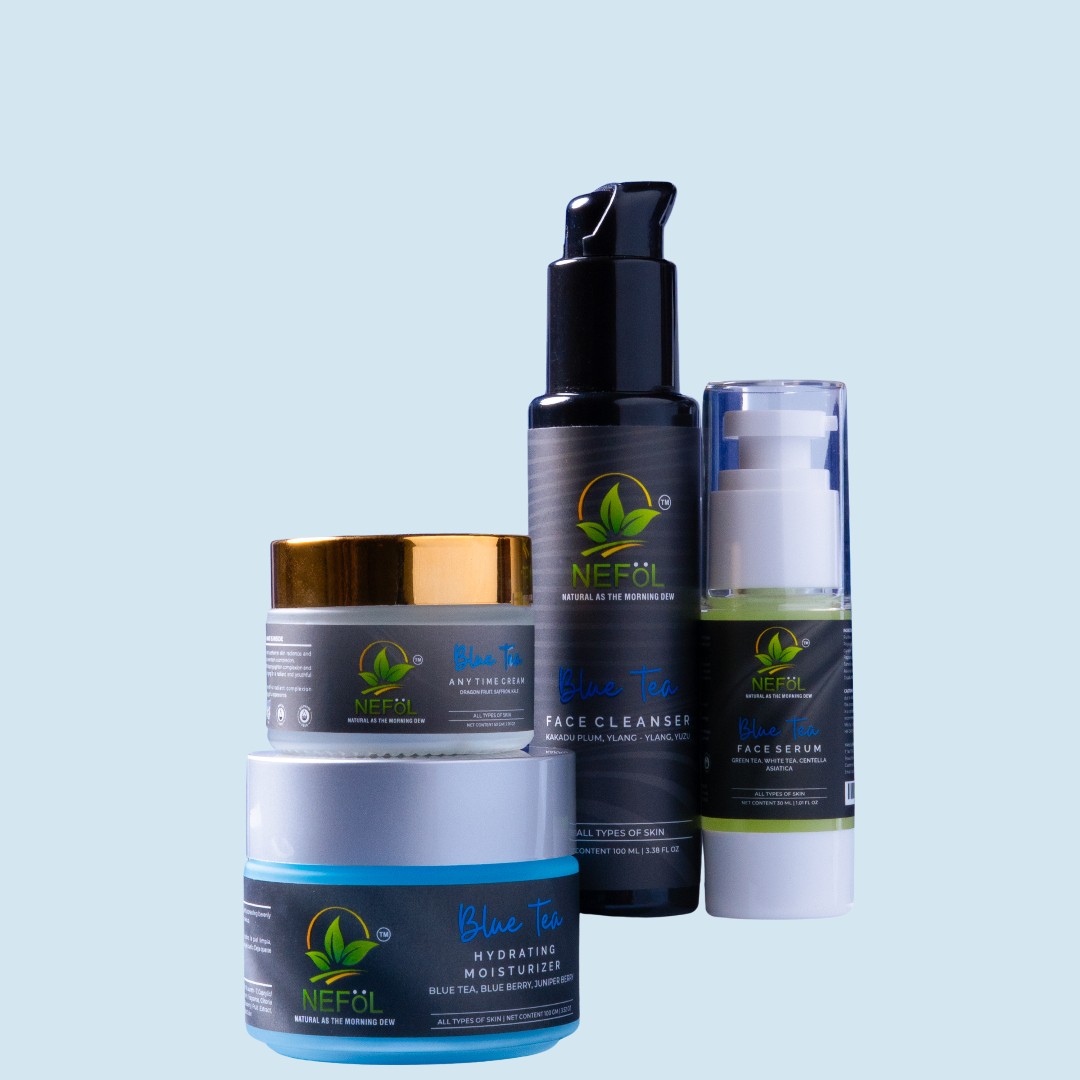 TM
NEFöL
NATURAL AS THE MORNING DEW
Blue Tea
FACE CLEANSER
KAKADU PLUM, YLANG - YLANG, YUZU
ALL TYPES OF SKIN
CONTENT 100 ML | 3.38 FL OZ
TM
NEFöL
NATURAL AS THE MORNING DEW
Blue Tea
FACE SERUM
GREEN TEA, WHITE TEA, CENTELLA
ASIATICA
ALL TYPES OF SKIN
NET CONTENT 30 ML | 1.01 FL OZ
TM
NEFöL
NATURAL AS THE MORNING DEW
Blue Tea
ANYTIME CREAM
DRAGON FRUIT, SAFFRON, KALE
ALL TYPES OF SKIN
TM
NEFöL
NATURAL AS THE MORNING DEW
Blue Tea
HYDRATING
MOISTURIZER
BLUE TEA, BLUE BERRY, JUNIPER BERRY
ALL TYPES OF SKIN | NET CONTENT 100 GM